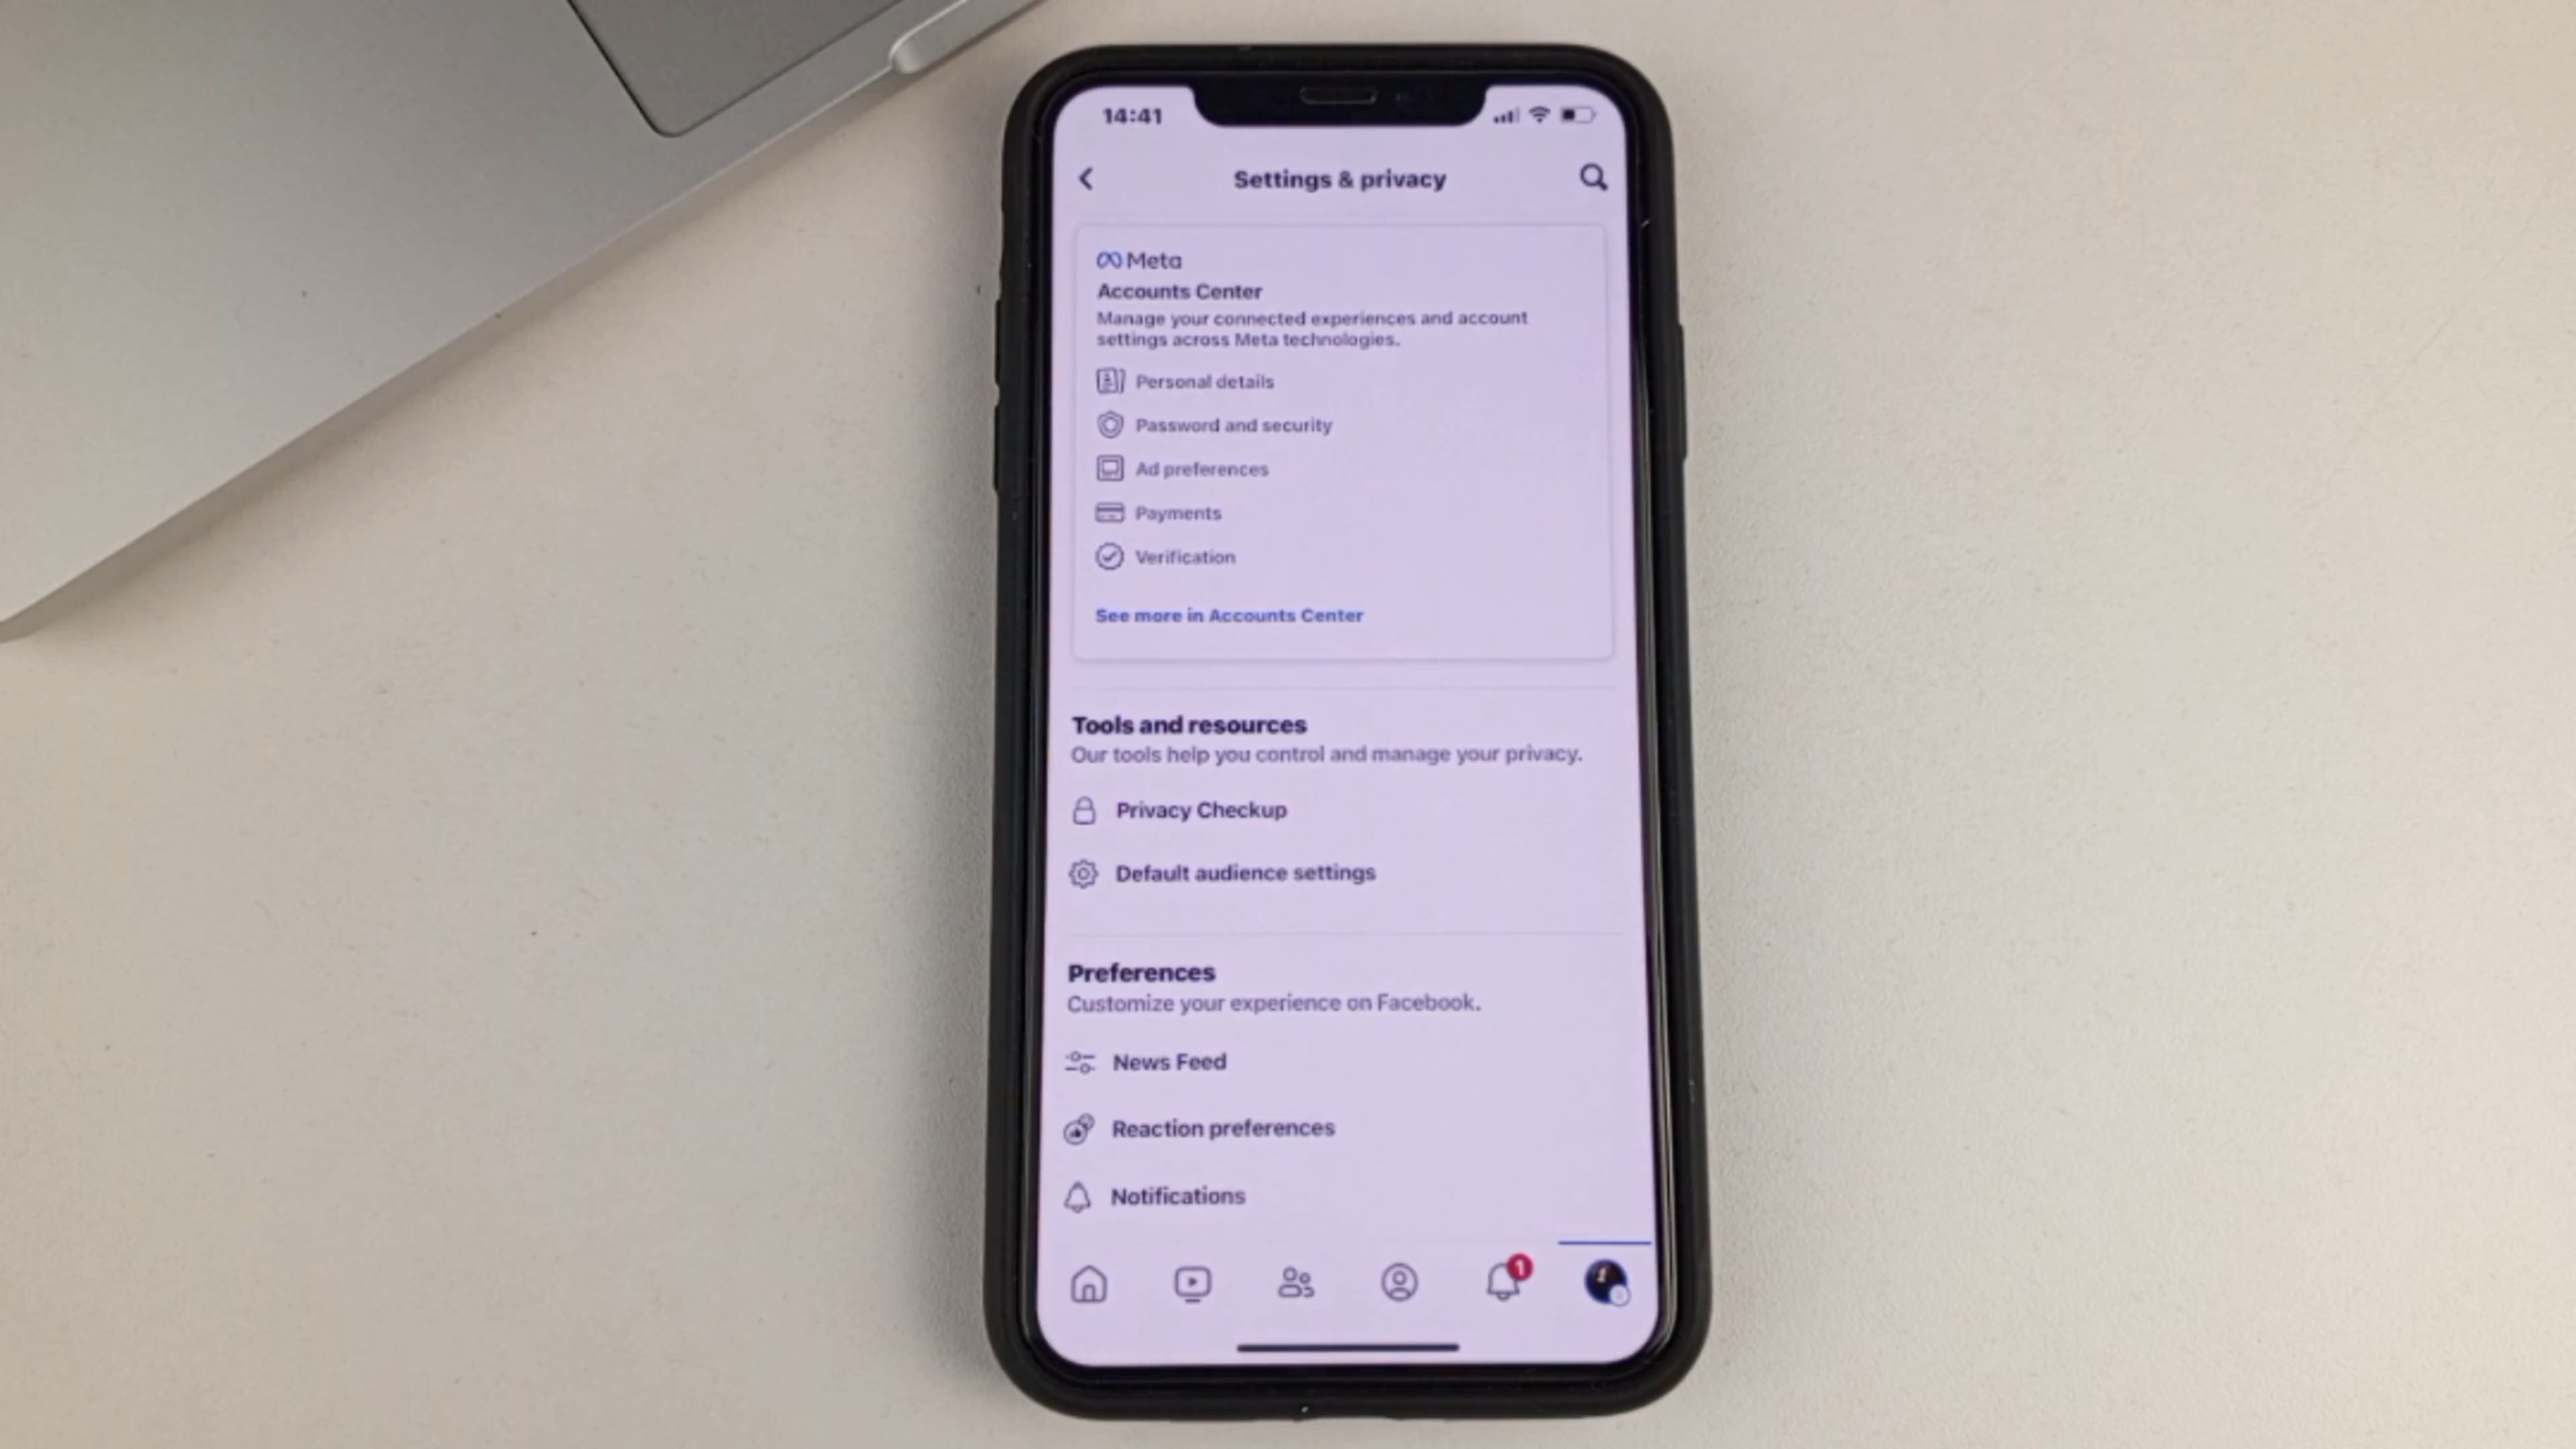 14:41
Settings & privacy
Meta
Accounts Center
Manage your connected experiences and account
settings across Meta technologies.
Personal details
Password and security
Ad preferences
Payments
Verification
See more in Accounts Center
Tools and resources
Our tools help you control and manage your privacy.
Privacy Checkup
Default audience settings
Preferences
Customize your experience on Facebook.
News Feed
Reaction preferences
Notifications
1